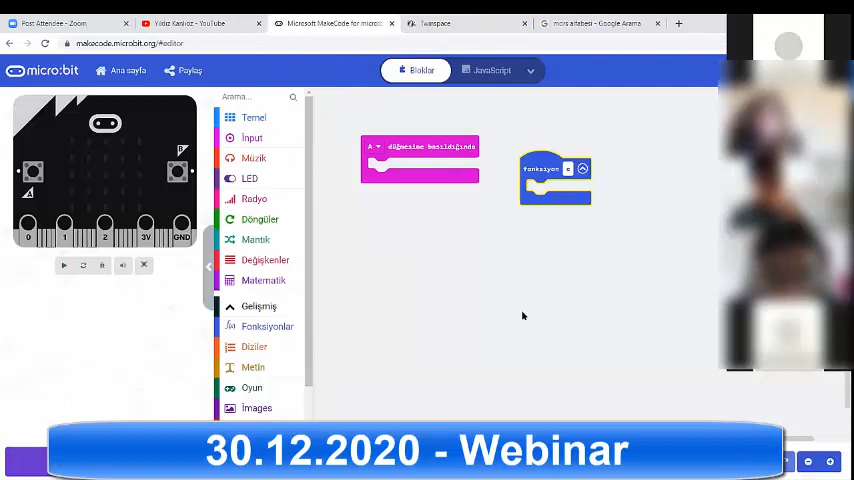 Post Attendee - Zoom
Yıldız Kanlıöz - YouTube
Microsoft MakeCode for micro:
Twinspace
mors alfabesi - Google Arama
makecode.microbit.org/#editor
micro:bit
Ana sayfa
Paylaş
Bloklar
JavaScript
Arama...
Temel
Input
Müzik
LED
Radyo
Döngüler
Mantık
Değişkenler
Matematik
Gelişmiş
Fonksiyonlar
Diziler
Metin
Oyun
Images
A düğmesine basıldığında
fonksiyon c
A
B
0 1 2 3V GND
30.12.2020 - Webinar